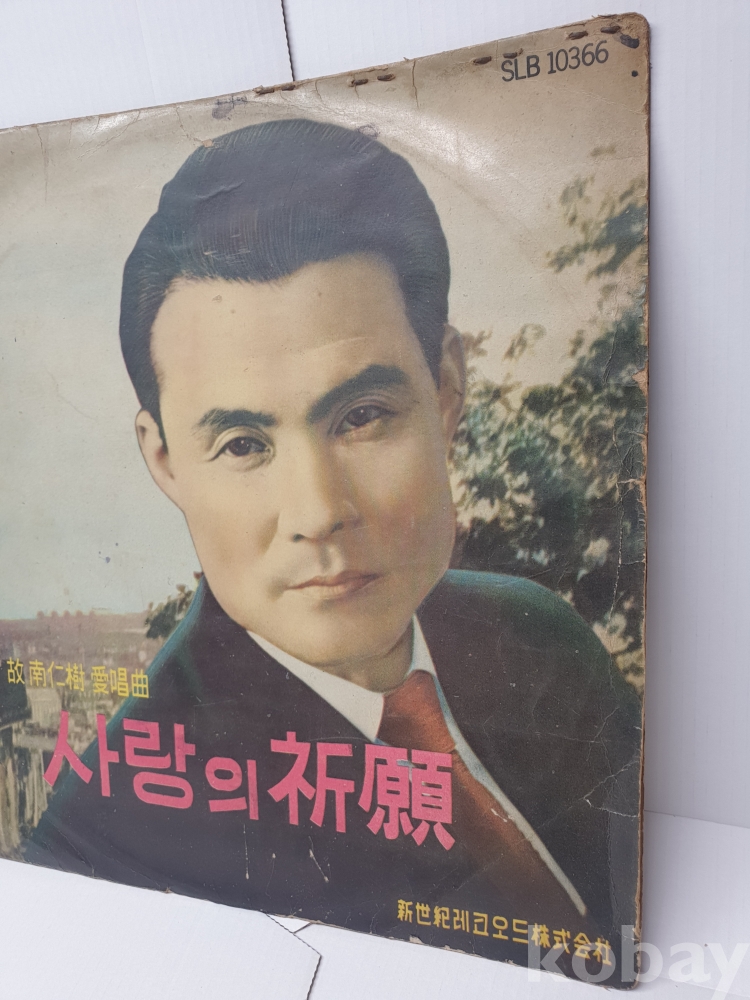 SLB 10366
故 南仁樹 愛唱曲
사랑의 祈願
新世紀레코오드株式会社
kobay